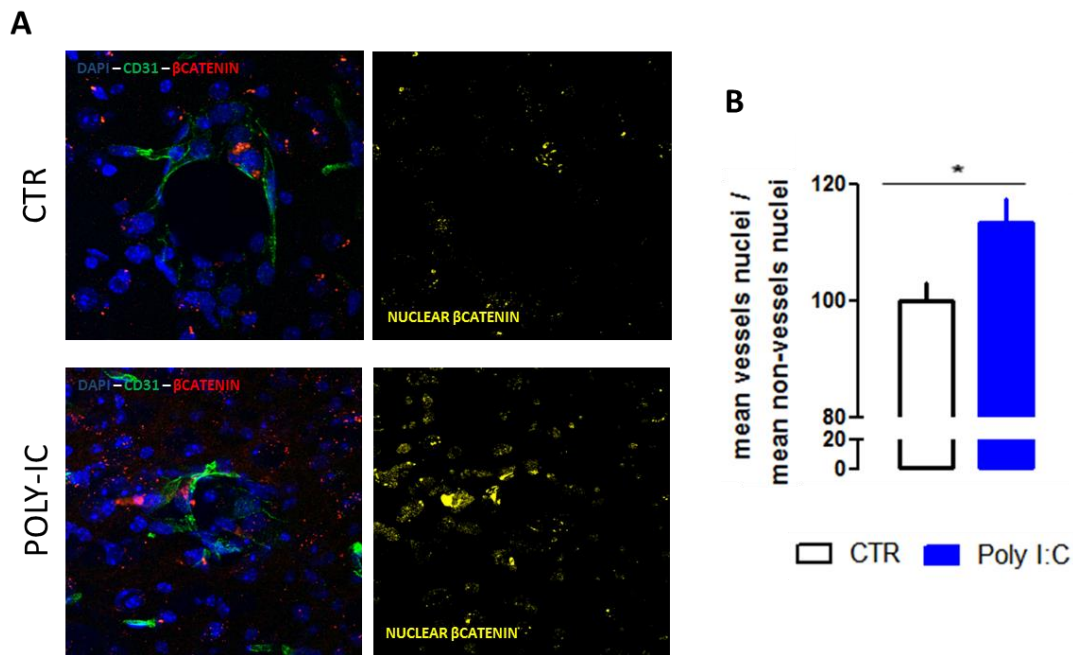 A
DAPI – CD31 – βCATENIN
CTR
NUCLEAR βCATENIN
DAPI – CD31 – βCATENIN
POLY-IC
NUCLEAR βCATENIN
B
*
mean vessels nuclei /
mean non-vessels nuclei
120
100
80
20
0
CTR
Poly I:C